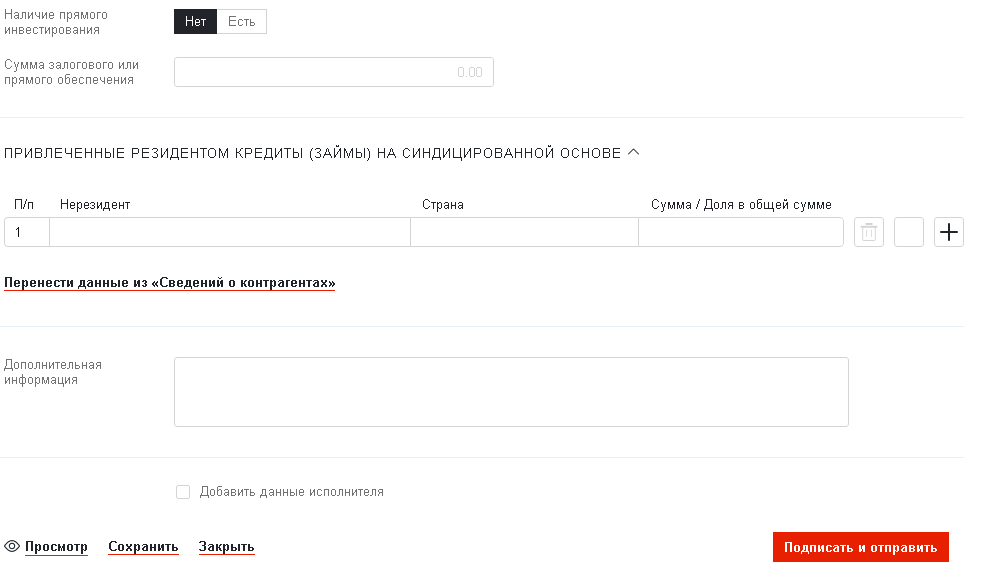 Наличие прямого
инвестирования
Нет Есть
Сумма залогового или
прямого обеспечения
0.00
ПРИВЛЕЧЕННЫЕ РЕЗИДЕНТОМ КРЕДИТЫ (ЗАЙМЫ) НА СИНДИЦИРОВАННОЙ ОСНОВЕ
П/п Нерезидент Страна Сумма / Доля в общей сумме
1
Перенести данные из «Сведений о контрагентах»
Дополнительная
информация
Добавить данные исполнителя
Просмотр Сохранить Закрыть Подписать и отправить